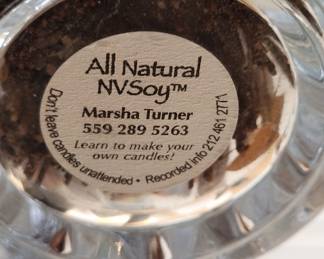 All Natural
NVSoy™
Marsha Turner
559 289 5263
Learn to make your
own candles!
Don't leave candles unattended • Recorded info 212 461 2771